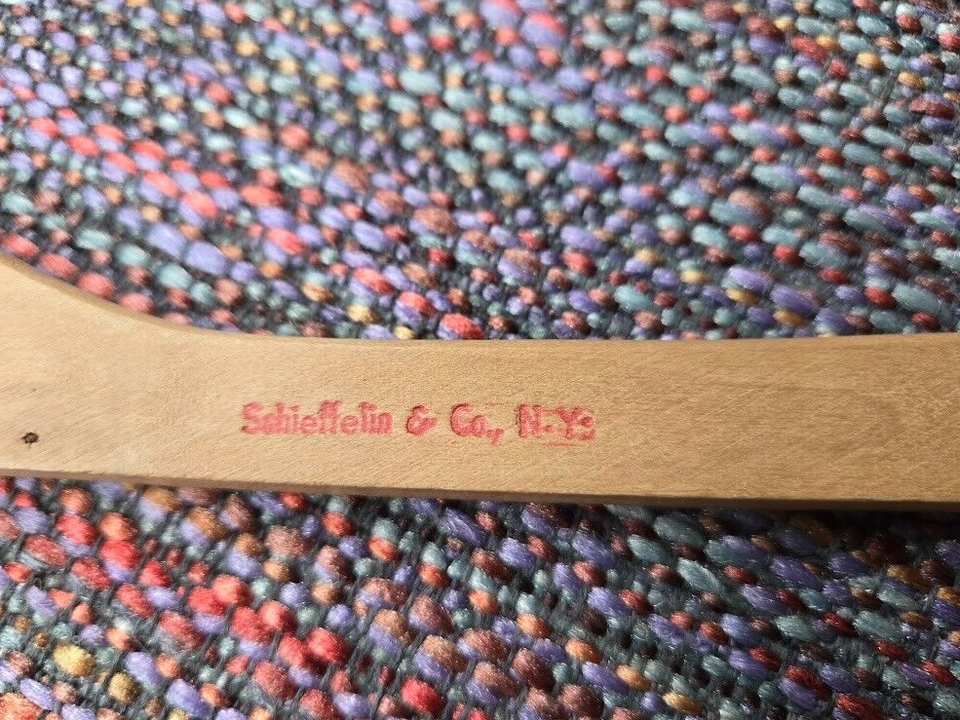 Schieffelin & Co., N.Y.